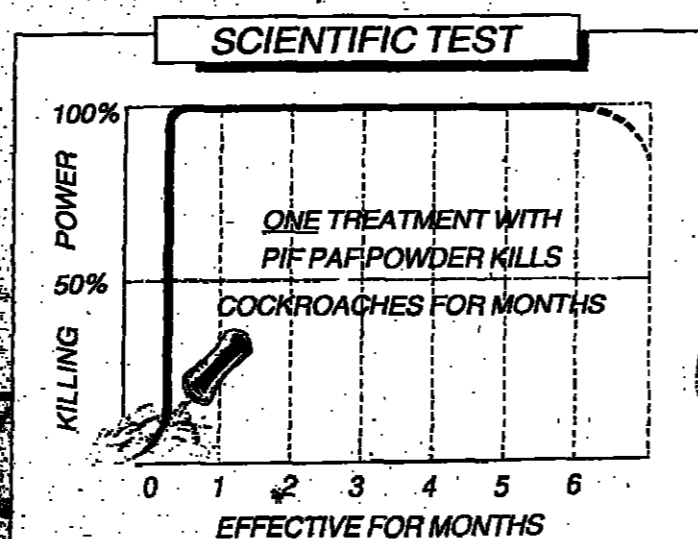 SCIENTIFIC TEST
100%
50%
KILLING POWER
ONE TREATMENT WITH
PIF PAF POWDER KILLS
COCKROACHES FOR MONTHS
0 1 2 3 4 5 6
EFFECTIVE FOR MONTHS